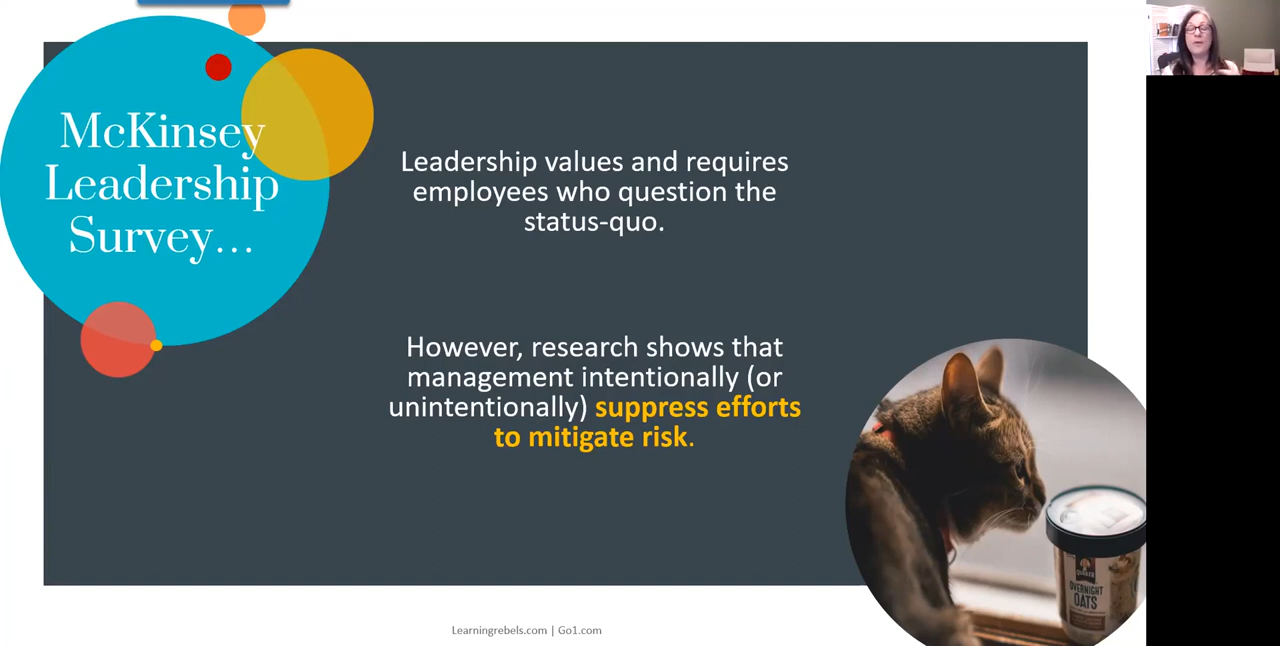 McKinsey
Leadership
Survey...
Leadership values and requires
employees who question the
status-quo.
However, research shows that
management intentionally (or
unintentionally) suppress efforts
to mitigate risk.
QUAKER
OVERNIGHT
OATS
Learningrebels.com | Go1.com